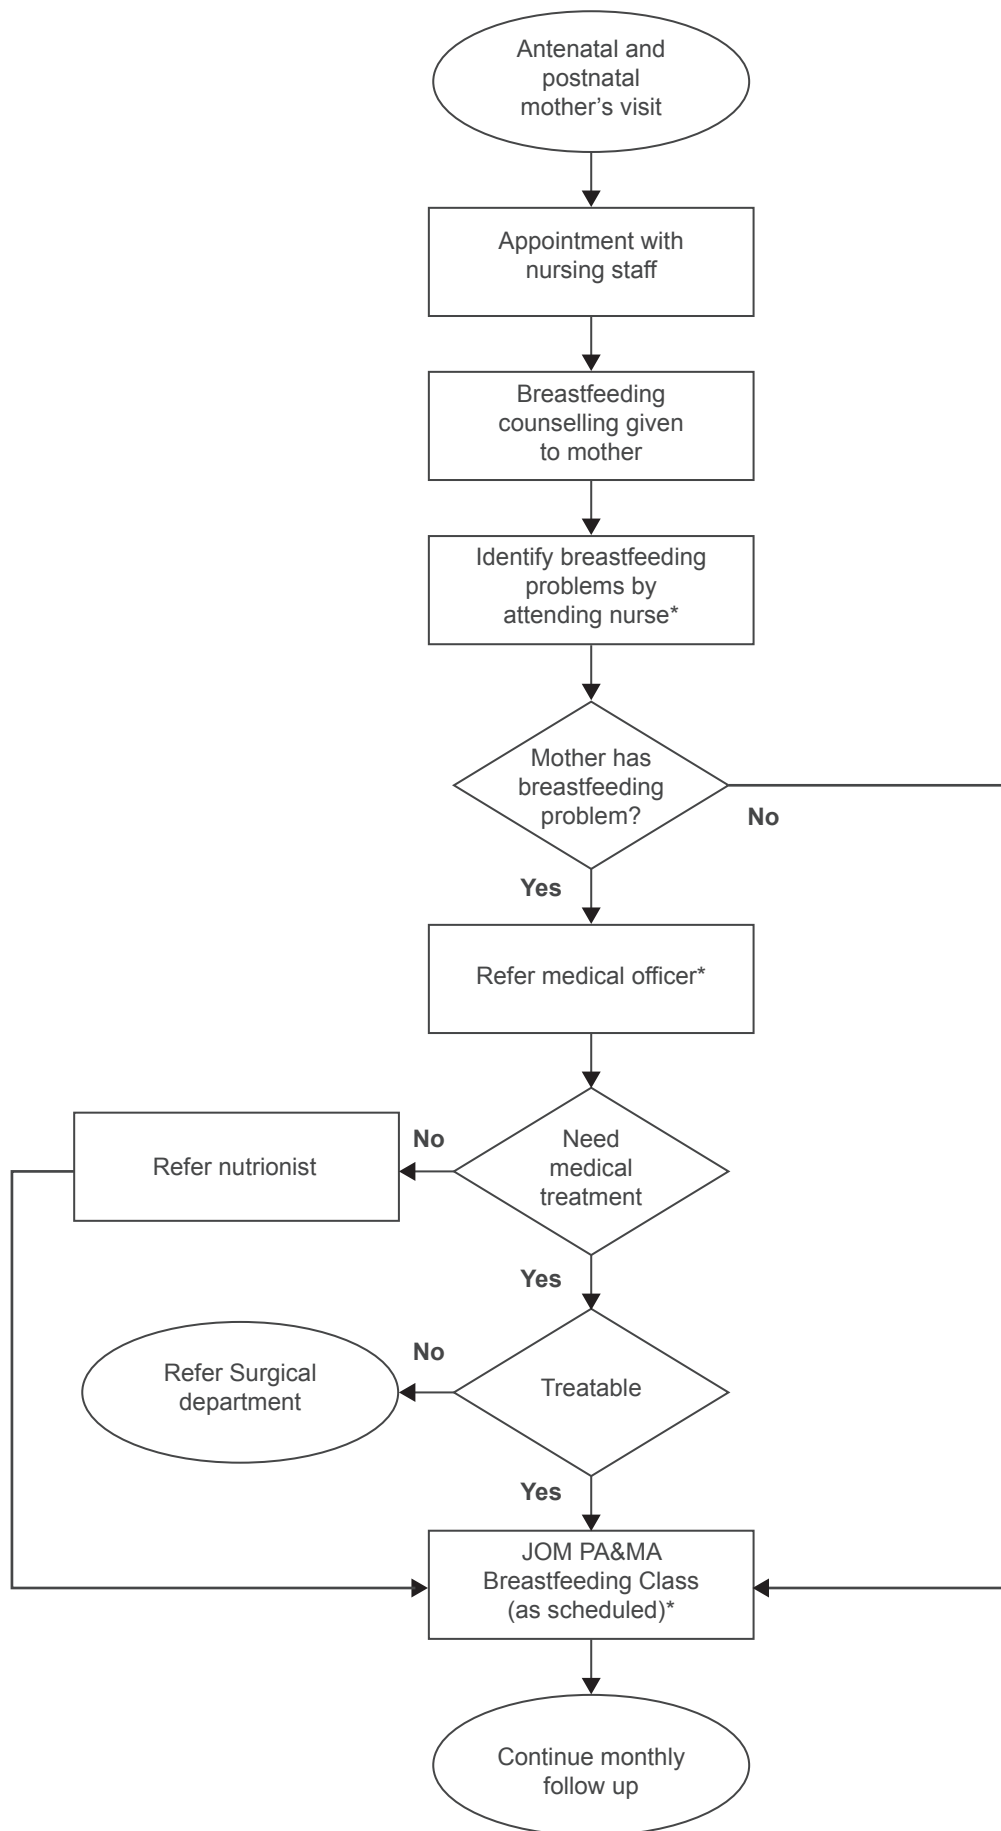 Antenatal and
postnatal
mother's visit
Appointment with
nursing staff
Breastfeeding
counselling given
to mother
Identify breastfeeding
problems by
attending nurse*
Mother has
breastfeeding
problem?
No
Yes
Refer medical officer*
Need
medical
treatment
No
Refer nutrionist
Yes
Treatable
No
Refer Surgical
department
Yes
JOM PA&MA
Breastfeeding Class
(as scheduled)*
Continue monthly
follow up